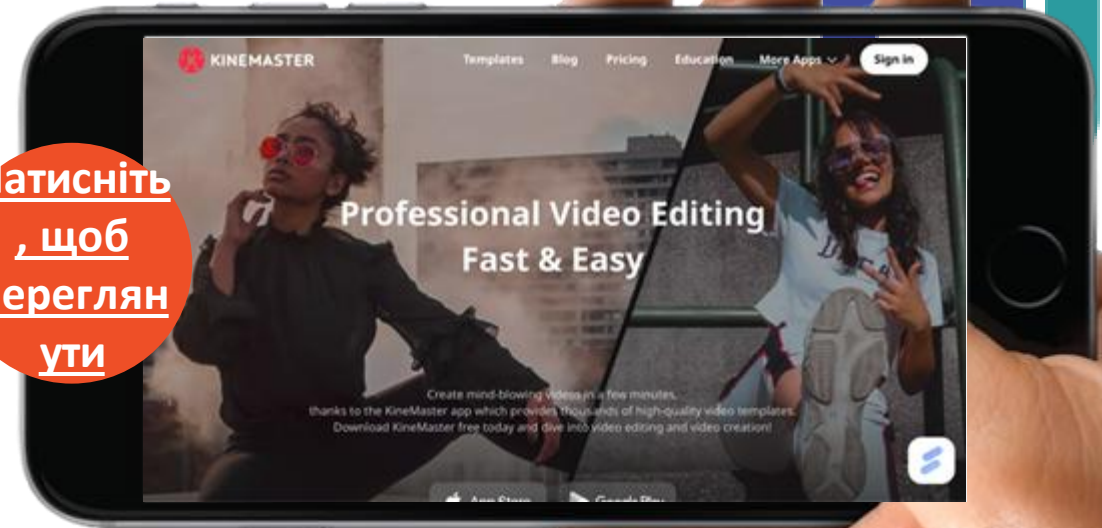 KINEMASTER
Templates Blog Pricing Education More Apps Sign in
атисніть
, щоб
ереглян
ути
Professional Video Editing
Fast & Easy
Create mind-blowing videos in a few minutes,
thanks to the KineMaster app which provides thousands of high-quality video templates.
Download KineMaster free today and dive into video editing and video creation!
App Store Google Play